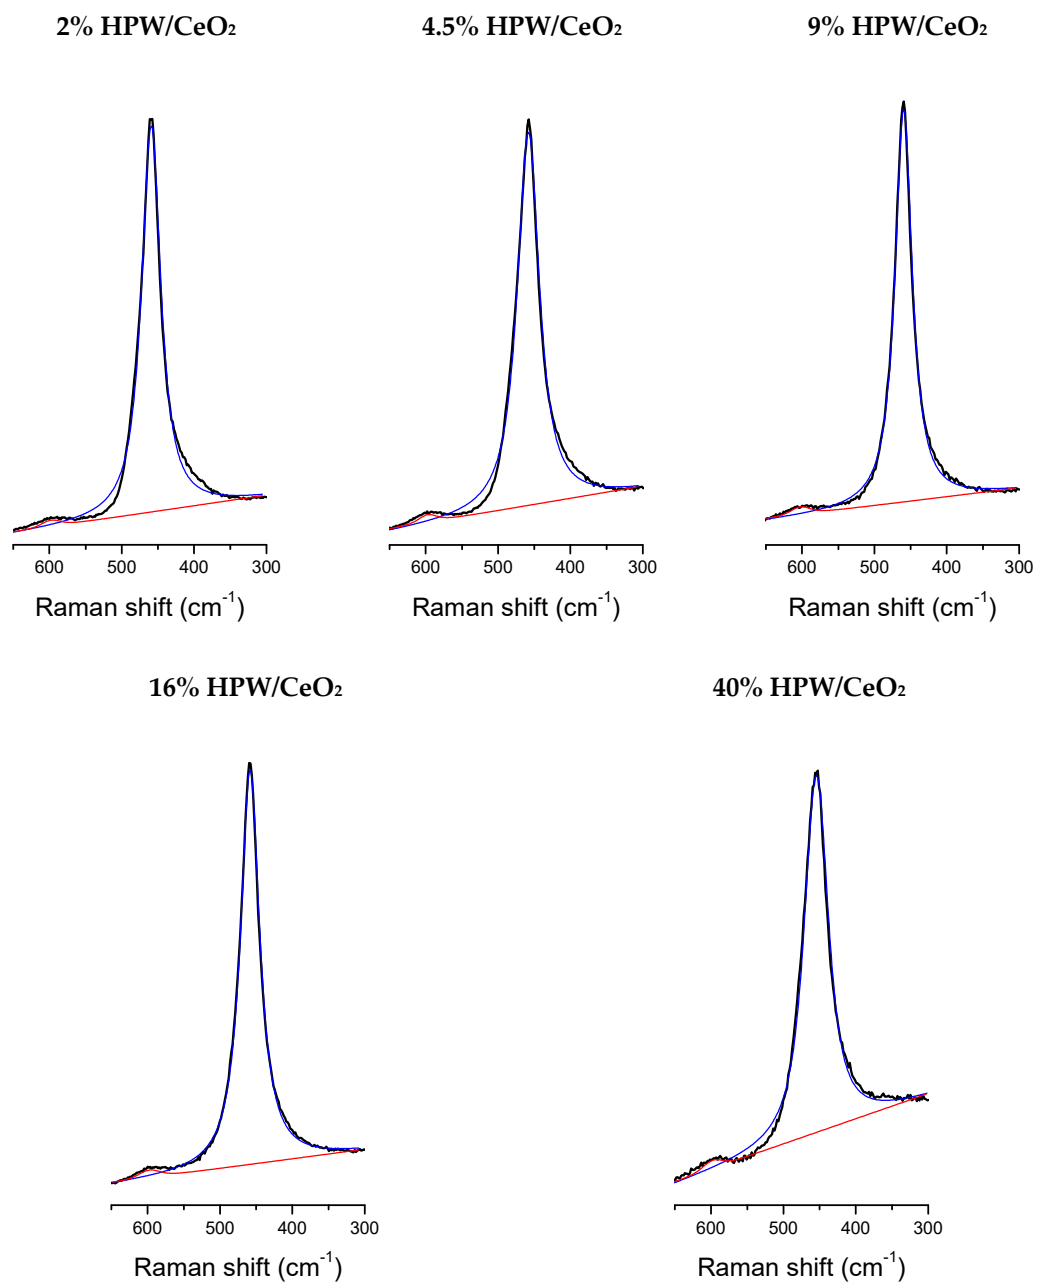 2% HPW/CeO₂ 4.5% HPW/CeO₂ 9% HPW/CeO₂
600 500 400 300 600 500 400 300 600 500 400 300
Raman shift (cm⁻¹) Raman shift (cm⁻¹) Raman shift (cm⁻¹)
16% HPW/CeO₂ 40% HPW/CeO₂
600 500 400 300 600 500 400 300
Raman shift (cm⁻¹) Raman shift (cm⁻¹)